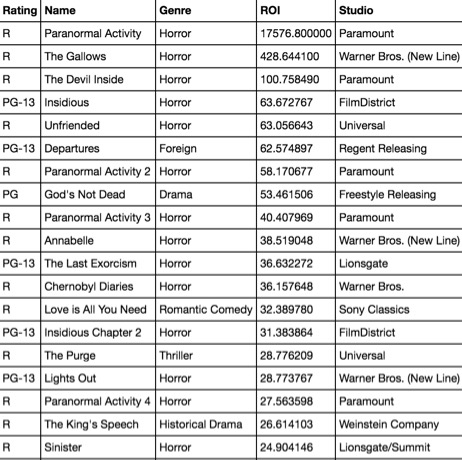 Rating Name Genre ROI Studio
R Paranormal Activity Horror 17576.800000 Paramount
R The Gallows Horror 428.644100 Warner Bros. (New Line)
R The Devil Inside Horror 100.758490 Paramount
PG-13 Insidious Horror 63.672767 FilmDistrict
R Unfriended Horror 63.056643 Universal
PG-13 Departures Foreign 62.574897 Regent Releasing
R Paranormal Activity 2 Horror 58.170677 Paramount
PG God's Not Dead Drama 53.461506 Freestyle Releasing
R Paranormal Activity 3 Horror 40.407969 Paramount
R Annabelle Horror 38.519048 Warner Bros. (New Line)
PG-13 The Last Exorcism Horror 36.632272 Lionsgate
R Chernobyl Diaries Horror 36.157648 Warner Bros.
R Love is All You Need Romantic Comedy 32.389780 Sony Classics
PG-13 Insidious Chapter 2 Horror 31.383864 FilmDistrict
R The Purge Thriller 28.776209 Universal
PG-13 Lights Out Horror 28.773767 Warner Bros. (New Line)
R Paranormal Activity 4 Horror 27.563598 Paramount
R The King's Speech Historical Drama 26.614103 Weinstein Company
R Sinister Horror 24.904146 Lionsgate/Summit